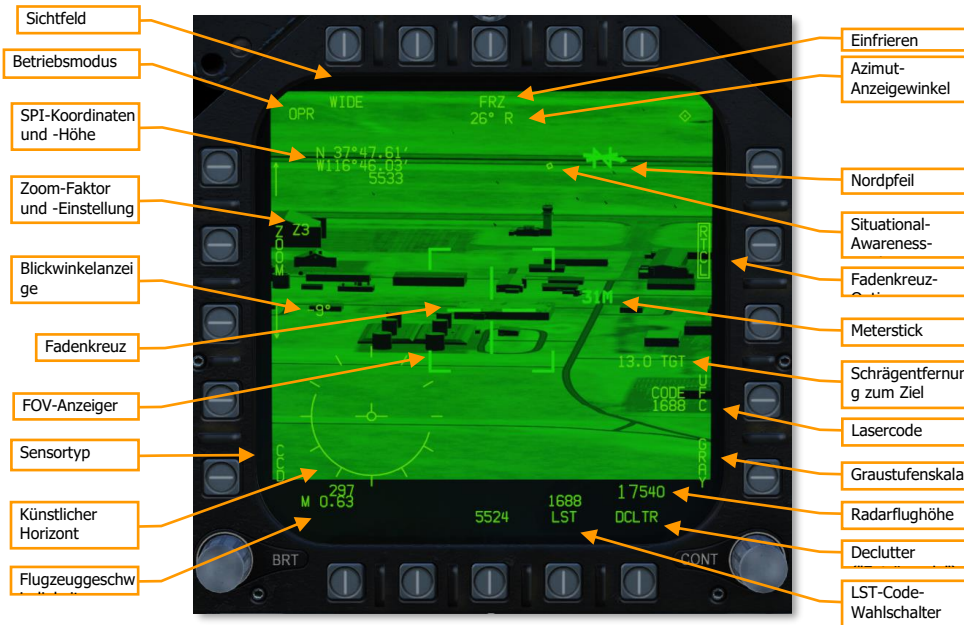 Sichtfeld
Betriebsmodus
SPI-Koordinaten
und -Höhe
Zoom-Faktor
und -Einstellung
Blickwinkelanzei
ge
Fadenkreuz
FOV-Anzeiger
Sensortyp
Künstlicher
Horizont
Flugzeuggeschw
WIDE
OPR
FRZ
26° R
N 37°47.61'
W116°46.03'
5533
Z3
ZOOM
-9°
31M
RTCL
13.0 TGT
CODE
1688
UFC
CCD
GRAY
297
M 0.63
5524
1688
LST
17540
DCLTR
BRT
CONT
Einfrieren
Azimut-
Anzeigewinkel
Nordpfeil
Situational-
Awareness-
Fadenkreuz-
Meterstick
Schrägentfernun
g zum Ziel
Lasercode
Graustufenskala
Radarflughöhe
Declutter
LST-Code-
Wahlschalter